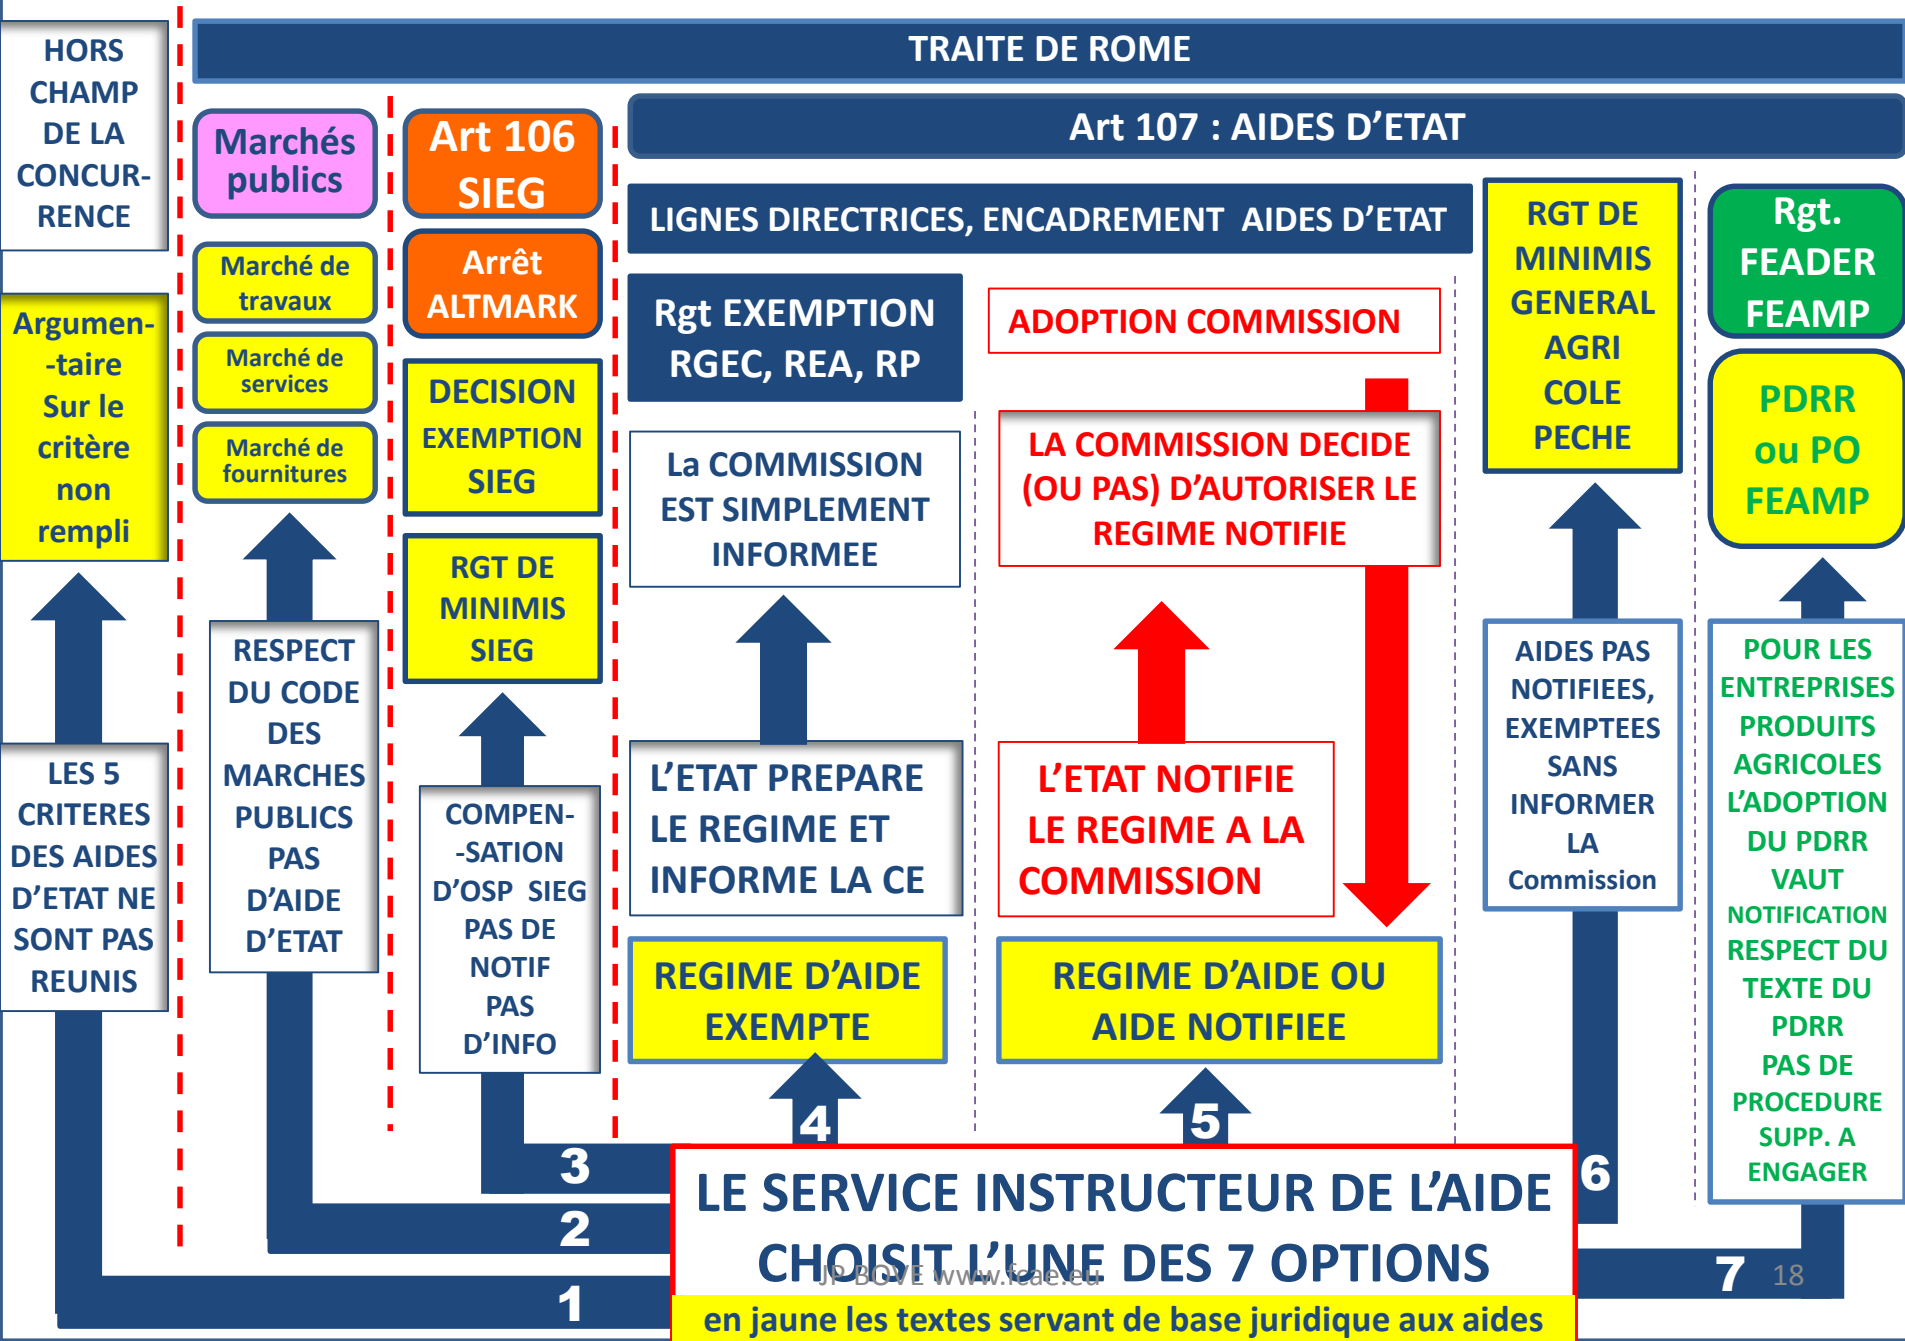 HORS
CHAMP
DE LA
CONCUR-
RENCE
Argumen-
-taire
Sur le
critère
non
rempli
LES 5
CRITERES
DES AIDES
D'ETAT NE
SONT PAS
REUNIS
TRAITE DE ROME
Marchés
publics
Marché de
travaux
Marché de
services
Marché de
fournitures
RESPECT
DU CODE
DES
MARCHES
PUBLICS
PAS
D'AIDE
D'ETAT
Art 106
SIEG
Arrêt
ALTMARK
DECISION
EXEMPTION
SIEG
RGT DE
MINIMIS
SIEG
COMPEN-
-SATION
D'OSP SIEG
PAS DE
NOTIF
PAS
D'INFO
Art 107 : AIDES D'ETAT
LIGNES DIRECTRICES, ENCADREMENT AIDES D'ETAT
Rgt EXEMPTION
RGEC, REA, RP
La COMMISSION
EST SIMPLEMENT
INFORMEE
L'ETAT PREPARE
LE REGIME ET
INFORME LA CE
REGIME D'AIDE
EXEMPTE
ADOPTION COMMISSION
LA COMMISSION DECIDE
(OU PAS) D'AUTORISER LE
REGIME NOTIFIE
L'ETAT NOTIFIE
LE REGIME A LA
COMMISSION
REGIME D'AIDE OU
AIDE NOTIFIEE
RGT DE
MINIMIS
GENERAL
AGRI
COLE
PECHE
AIDES PAS
NOTIFIEES,
EXEMPTEES
SANS
INFORMER
LA
Commission
Rgt.
FEADER
FEAMP
PDRR
ou PO
FEAMP
POUR LES
ENTREPRISES
PRODUITS
AGRICOLES
L'ADOPTION
DU PDRR
VAUT
NOTIFICATION
RESPECT DU
TEXTE DU
PDRR
PAS DE
PROCEDURE
SUPP. A
ENGAGER
4
5
3
2
1
6
7
LE SERVICE INSTRUCTEUR DE L'AIDE
CHOISIT L'UNE DES 7 OPTIONS
JP BOVE www.fcae.eu
18
en jaune les textes servant de base juridique aux aides